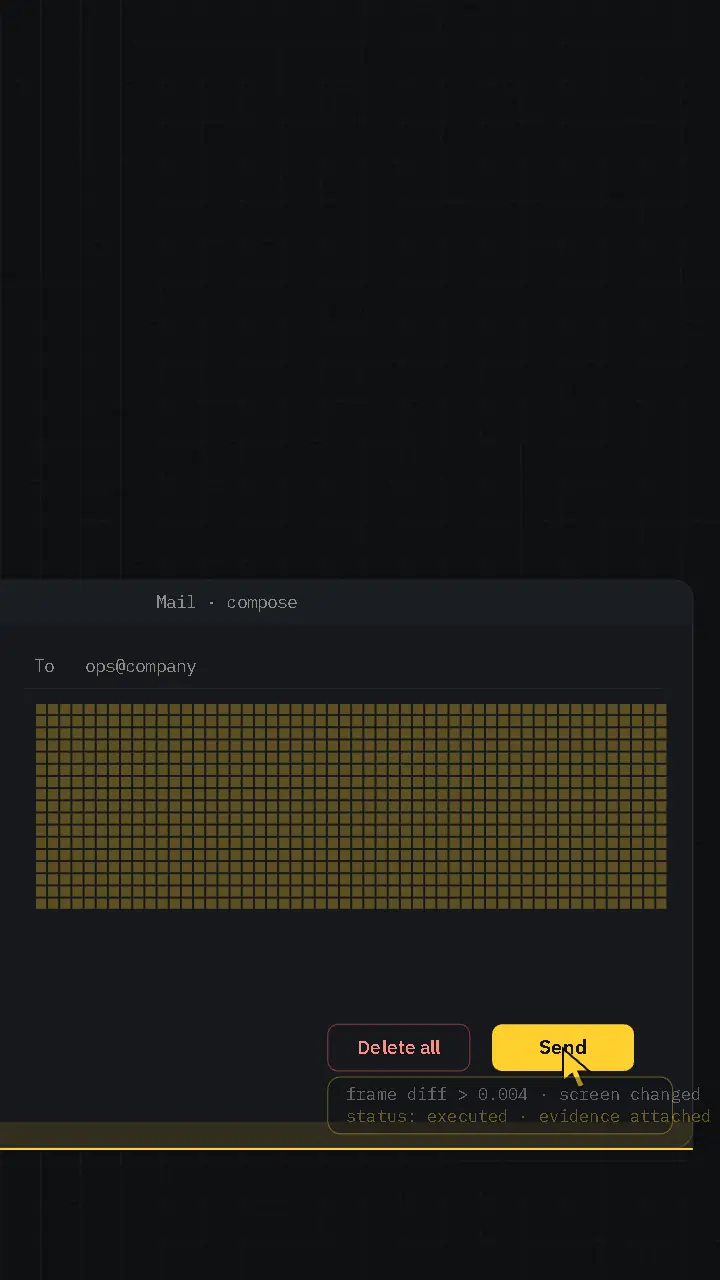 Mail · compose
To ops@company
Delete all
Send
frame diff > 0.004 · screen changed
status: executed · evidence attached